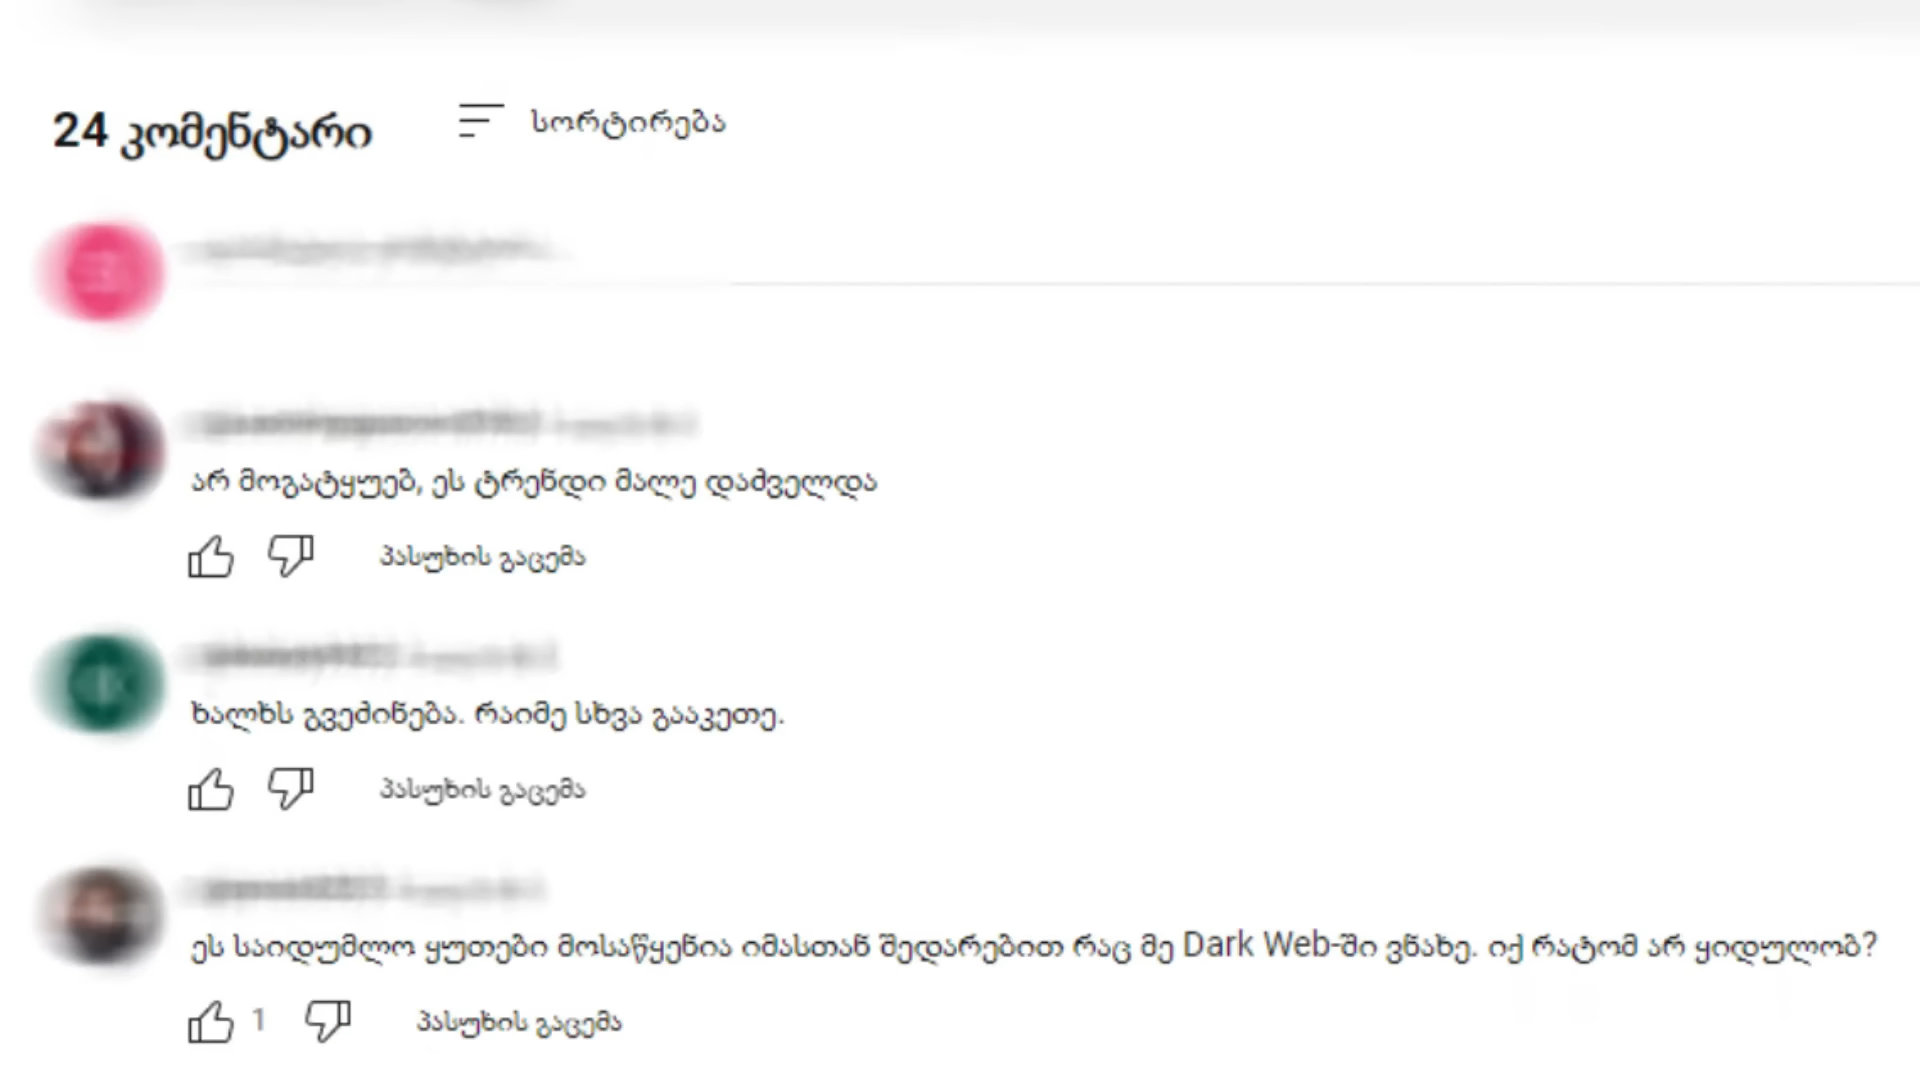 24 კომენტარი
სორტირება
არ მოგატყუებ, ეს ტრენდი მალე დაძველდა
პასუხის გაცემა
ხალხს გვეძინება. რაიმე სხვა გააკეთე.
პასუხის გაცემა
ეს საიდუმლო ყუთები მოსაწყენია იმასთან შედარებით რაც მე Dark Web-ში ვნახე. იქ რატომ არ ყიდულობ?
1
პასუხის გაცემა